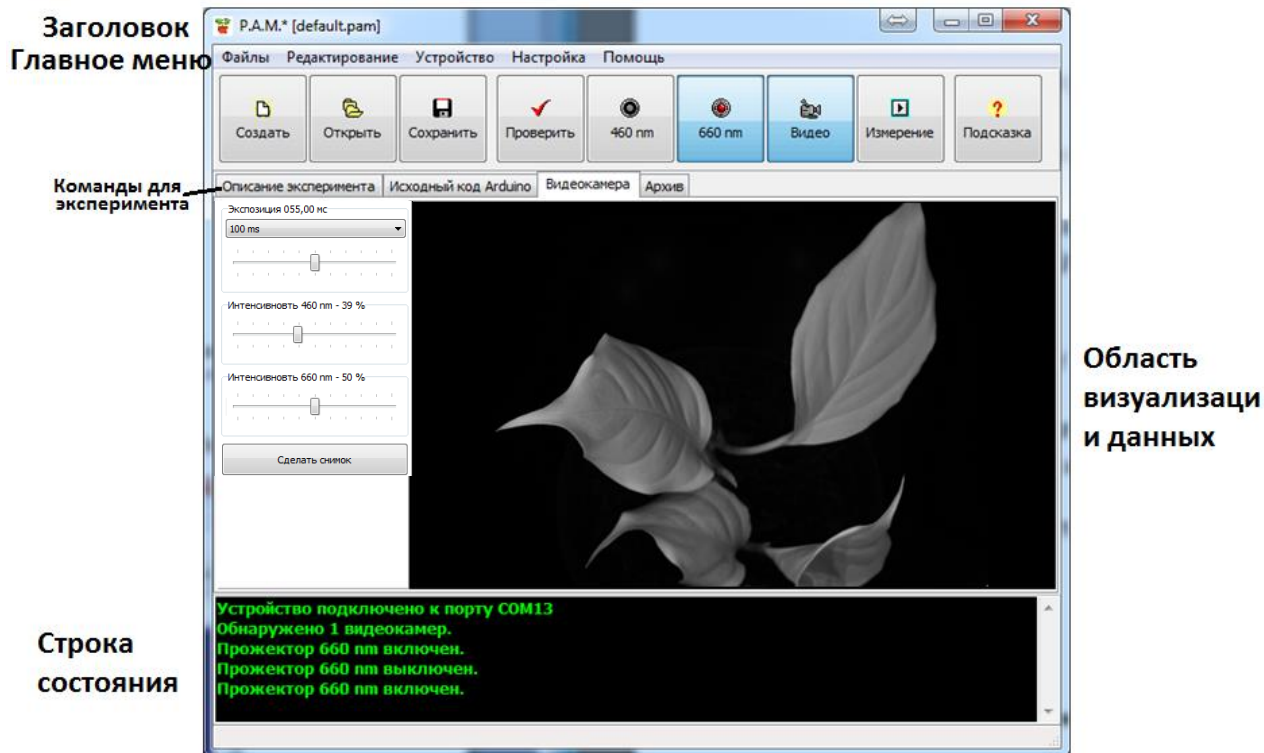 Заголовок
Главное меню
P.A.M.* [default.pam]
Файлы Редактирование Устройство Настройка Помощь
Создать Открыть Сохранить Проверить 460 nm 660 nm Видео Измерение Подсказка
Команды для
эксперимента
Описание эксперимента Исходный код Arduino Видеокамера Архив
Экспозиция 055,00 мс
100 ms
Интенсивновть 460 nm - 39 %
Интенсивновть 660 nm - 50 %
Сделать снимок
Область
визуализаци
и данных
Строка
состояния
Устройство подключено к порту COM13
Обнаружено 1 видеокамер.
Прожектор 660 nm включен.
Прожектор 660 nm выключен.
Прожектор 660 nm включен.